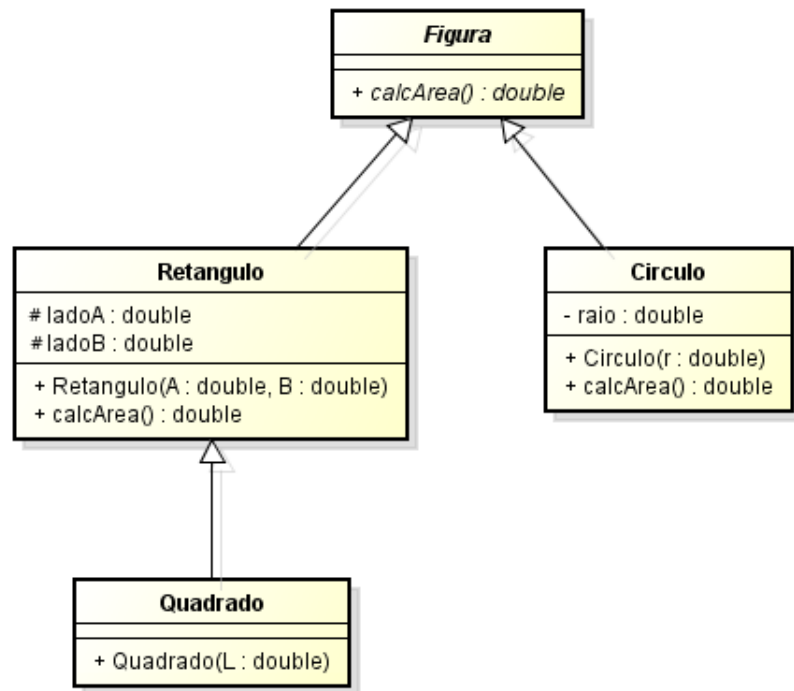 Figura
+ calcArea() : double
Retangulo
# ladoA : double
# ladoB : double
+ Retangulo(A : double, B : double)
+ calcArea() : double
Circulo
- raio : double
+ Circulo(r : double)
+ calcArea() : double
Quadrado
+ Quadrado(L : double)